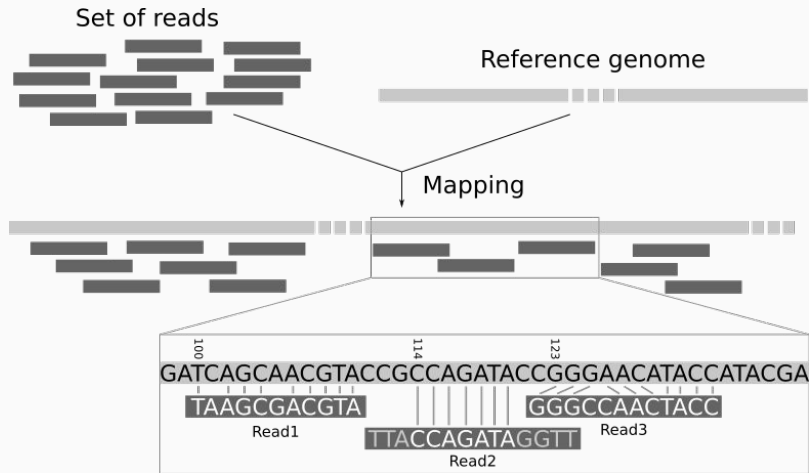 Set of reads
Reference genome
Mapping
100
114
123
GATCAGCAACGTACCGCCAGATACCGGGAACATACCATACGA
TAAGCGACGTA
GGGCCAACTACC
Read1
TTACCAGATAGGTT
Read3
Read2